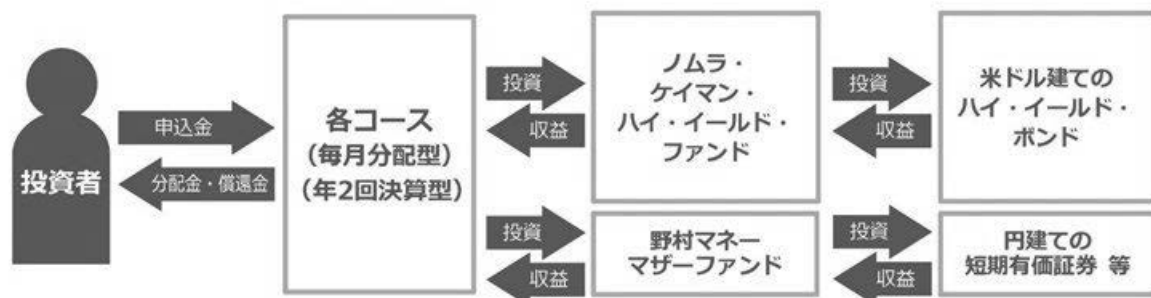 投資者
申込金
分配金・償還金
各コース
（毎月分配型）
（年2回決算型）
投資
収益
ノムラ・
ケイマン・
ハイ・イールド・
ファンド
投資
収益
米ドル建ての
ハイ・イールド・
ボンド
投資
収益
野村マネー
マザーファンド
投資
収益
円建ての
短期有価証券 等